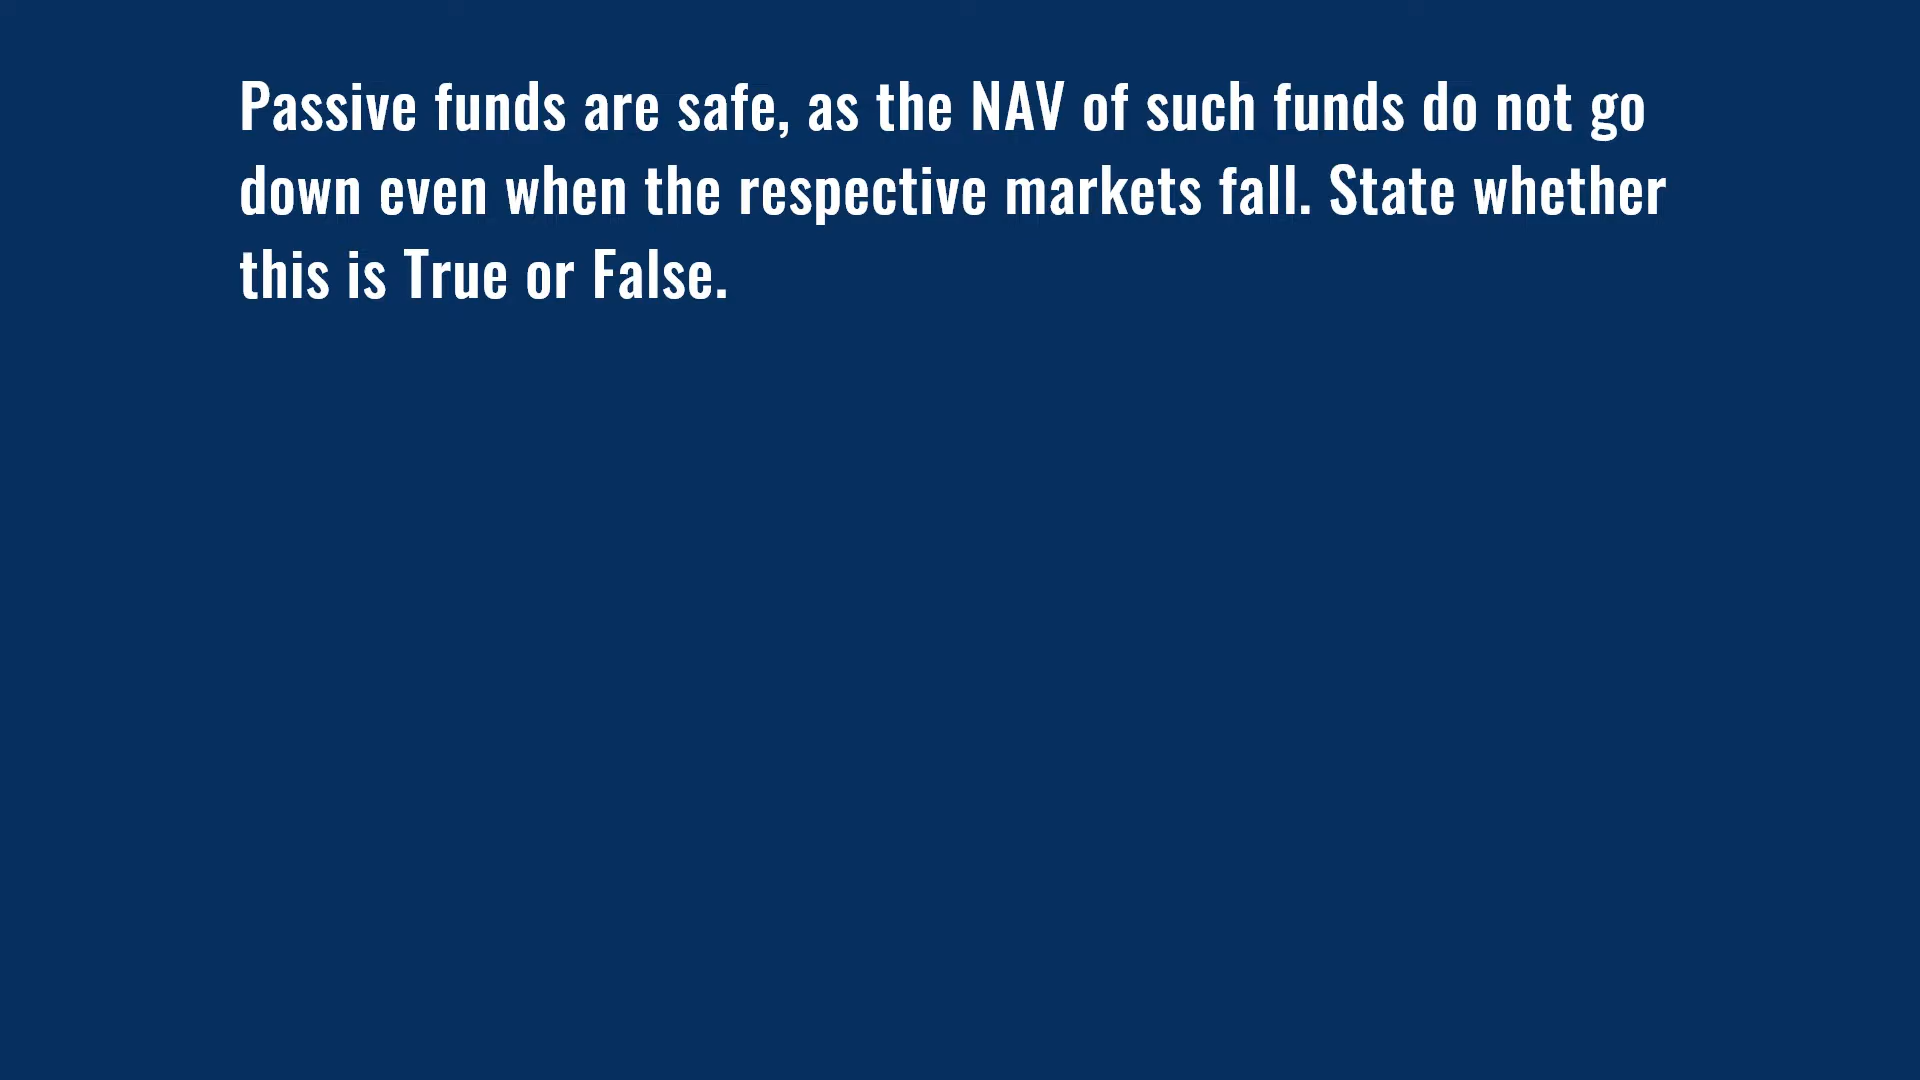 Passive funds are safe, as the NAV of such funds do not go
down even when the respective markets fall. State whether
this is True or False.